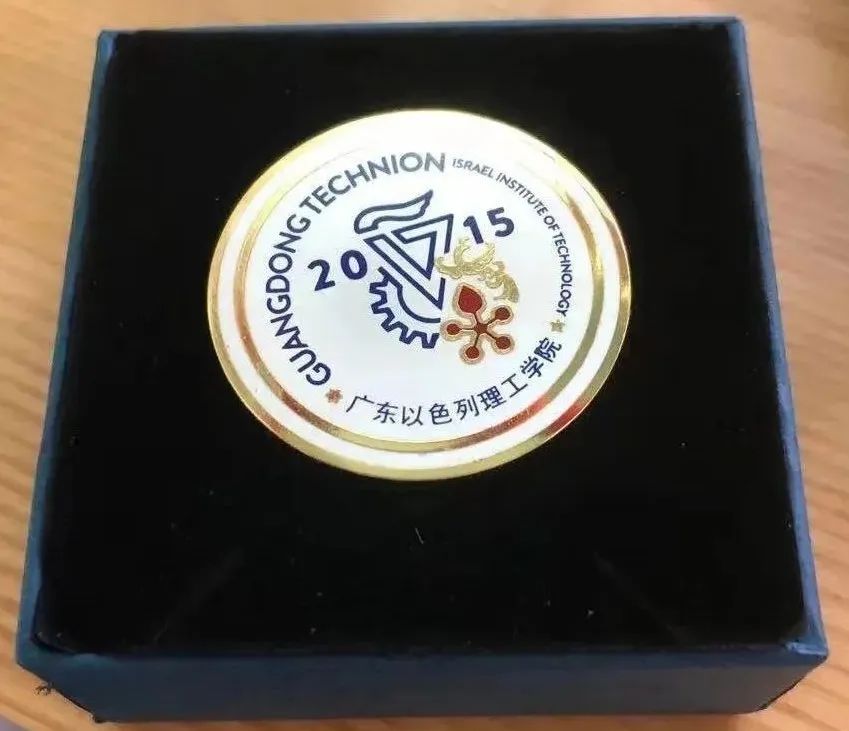 GUANGDONG TECHNION ISRAEL INSTITUTE OF TECHNOLOGY
2015
广东以色列理工学院